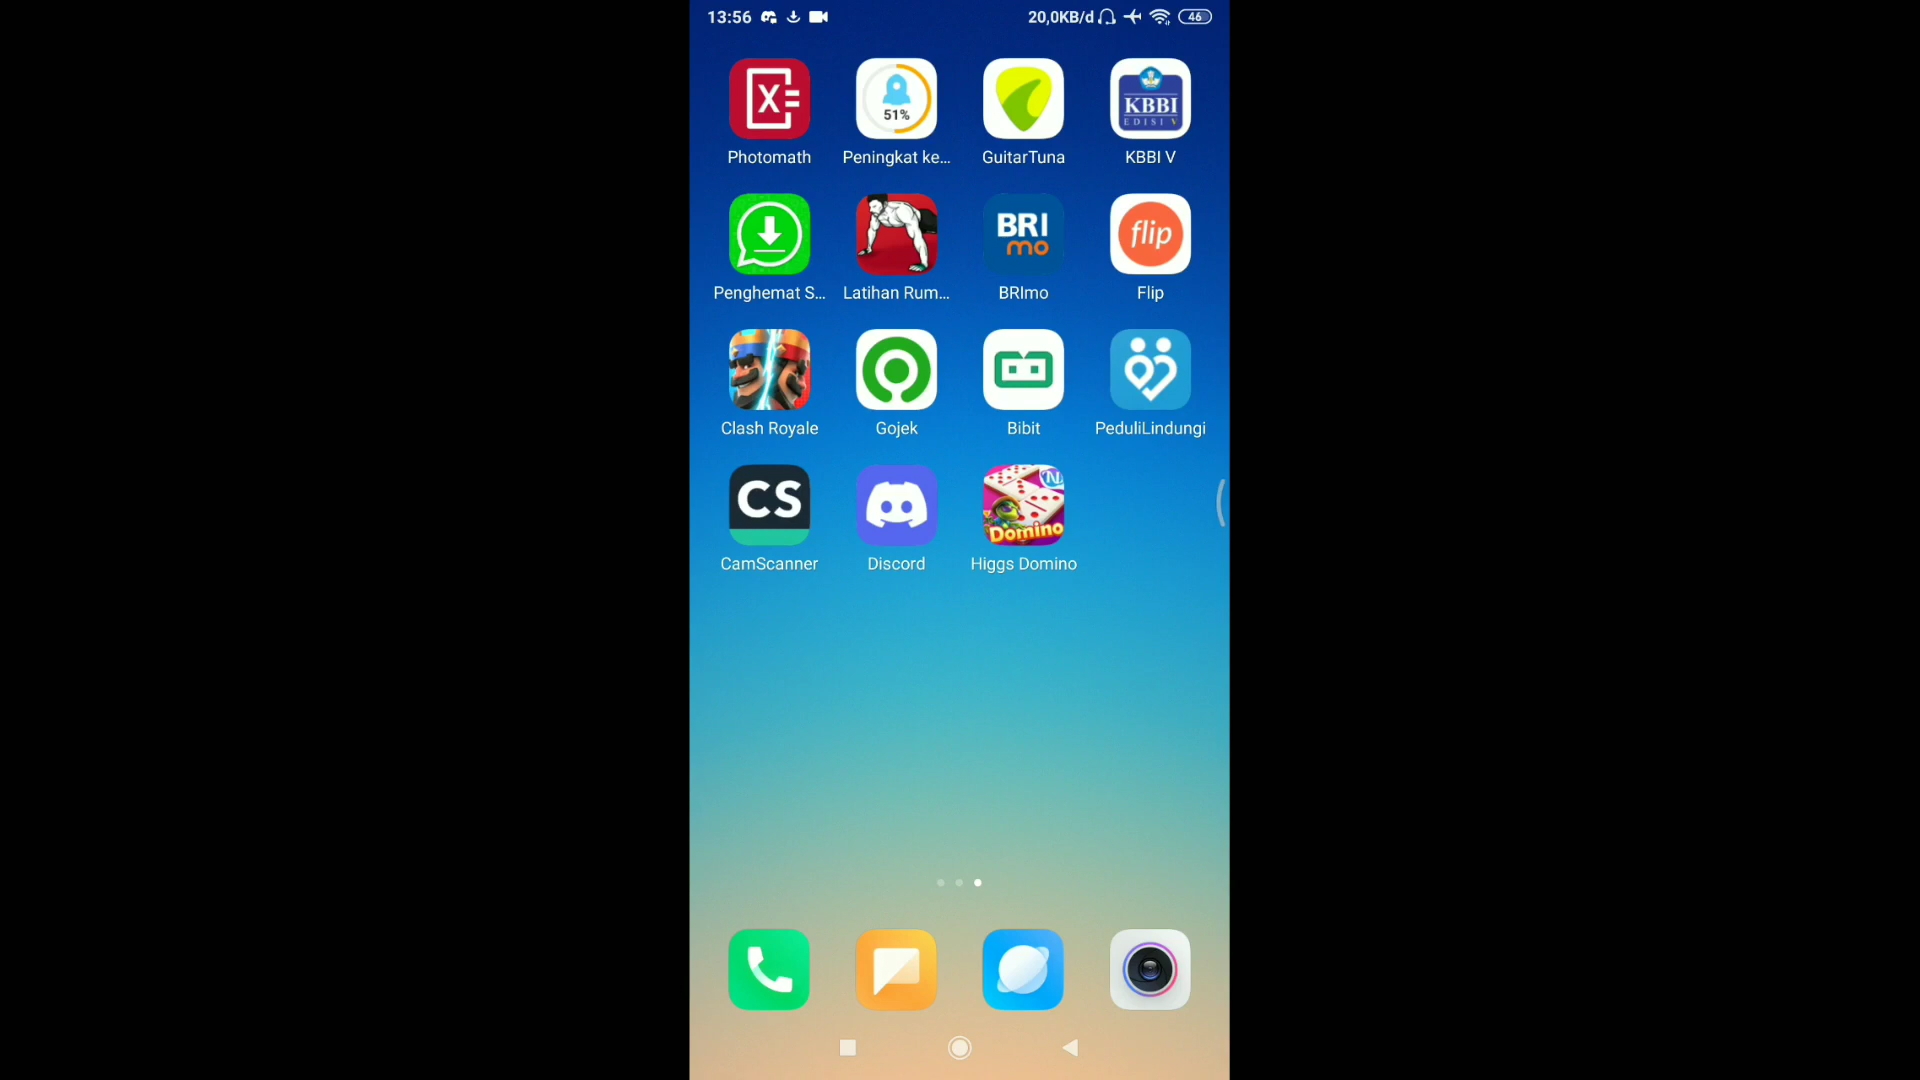 13:56 20,0KB/d 46
51%
KBBI
EDISI V
Photomath Peningkat ke... GuitarTuna KBBI V
BRI
mo
flip
Penghemat S... Latihan Rum... BRImo Flip
Clash Royale Gojek Bibit PeduliLindungi
CS
N
Domino
CamScanner Discord Higgs Domino